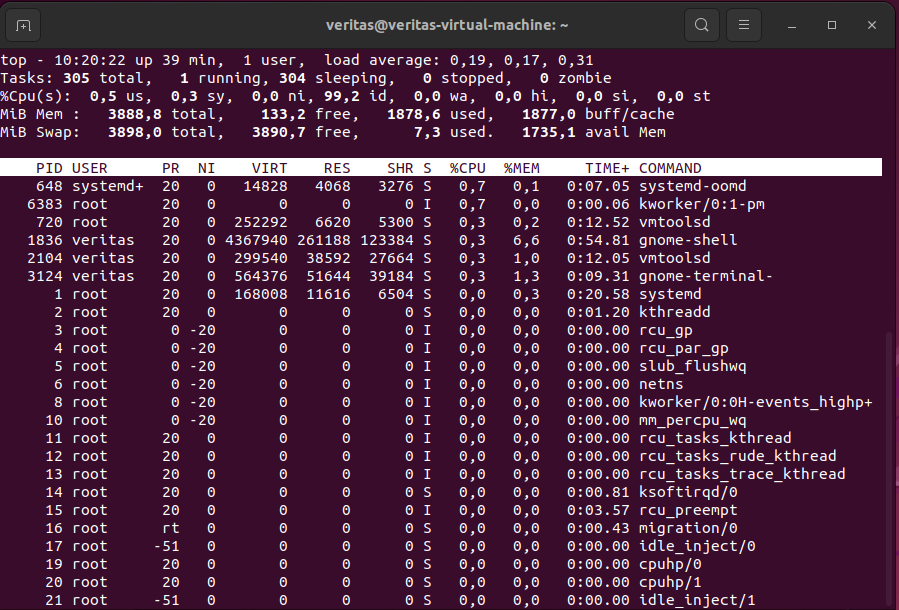 veritas@veritas-virtual-machine: ~
top - 10:20:22 up 39 min,  1 user,  load average: 0,19, 0,17, 0,31
Tasks: 305 total,   1 running, 304 sleeping,   0 stopped,   0 zombie
%Cpu(s):  0,5 us,  0,3 sy,  0,0 ni, 99,2 id,  0,0 wa,  0,0 hi,  0,0 si,  0,0 st
MiB Mem :   3888,8 total,    133,2 free,   1878,6 used,   1877,0 buff/cache
MiB Swap:   3898,0 total,   3890,7 free,      7,3 used.   1735,1 avail Mem
    PID USER      PR  NI    VIRT    RES    SHR S  %CPU  %MEM     TIME+ COMMAND
    648 systemd+  20   0   14828   4068   3276 S   0,7   0,1   0:07.05 systemd-oomd
   6383 root      20   0       0      0      0 I   0,7   0,0   0:00.06 kworker/0:1-pm
    720 root      20   0  252292   6620   5300 S   0,3   0,2   0:12.52 vmtoolsd
   1836 veritas   20   0 4367940 261188 123384 S   0,3   6,6   0:54.81 gnome-shell
   2104 veritas   20   0  299540  38592  27664 S   0,3   1,0   0:12.05 vmtoolsd
   3124 veritas   20   0  564376  51644  39184 S   0,3   1,3   0:09.31 gnome-terminal-
      1 root      20   0  168008  11616   6504 S   0,0   0,3   0:20.58 systemd
      2 root      20   0       0      0      0 S   0,0   0,0   0:01.20 kthreadd
      3 root       0 -20       0      0      0 I   0,0   0,0   0:00.00 rcu_gp
      4 root       0 -20       0      0      0 I   0,0   0,0   0:00.00 rcu_par_gp
      5 root       0 -20       0      0      0 I   0,0   0,0   0:00.00 slub_flushwq
      6 root       0 -20       0      0      0 I   0,0   0,0   0:00.00 netns
      8 root       0 -20       0      0      0 I   0,0   0,0   0:00.00 kworker/0:0H-events_highp+
     10 root       0 -20       0      0      0 I   0,0   0,0   0:00.00 mm_percpu_wq
     11 root      20   0       0      0      0 I   0,0   0,0   0:00.00 rcu_tasks_kthread
     12 root      20   0       0      0      0 I   0,0   0,0   0:00.00 rcu_tasks_rude_kthread
     13 root      20   0       0      0      0 I   0,0   0,0   0:00.00 rcu_tasks_trace_kthread
     14 root      20   0       0      0      0 S   0,0   0,0   0:00.81 ksoftirqd/0
     15 root      20   0       0      0      0 I   0,0   0,0   0:03.57 rcu_preempt
     16 root      rt   0       0      0      0 S   0,0   0,0   0:00.43 migration/0
     17 root     -51   0       0      0      0 S   0,0   0,0   0:00.00 idle_inject/0
     19 root      20   0       0      0      0 S   0,0   0,0   0:00.00 cpuhp/0
     20 root      20   0       0      0      0 S   0,0   0,0   0:00.00 cpuhp/1
     21 root     -51   0       0      0      0 S   0,0   0,0   0:00.00 idle_inject/1